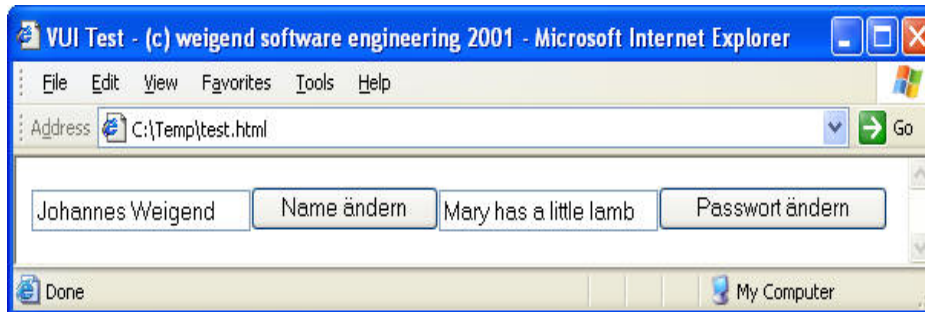 VUI Test - (c) weigend software engineering 2001 - Microsoft Internet Explorer
File Edit View Favorites Tools Help
Address C:\Temp\test.html Go
Johannes Weigend Name ändern Mary has a little lamb Passwort ändern
Done My Computer